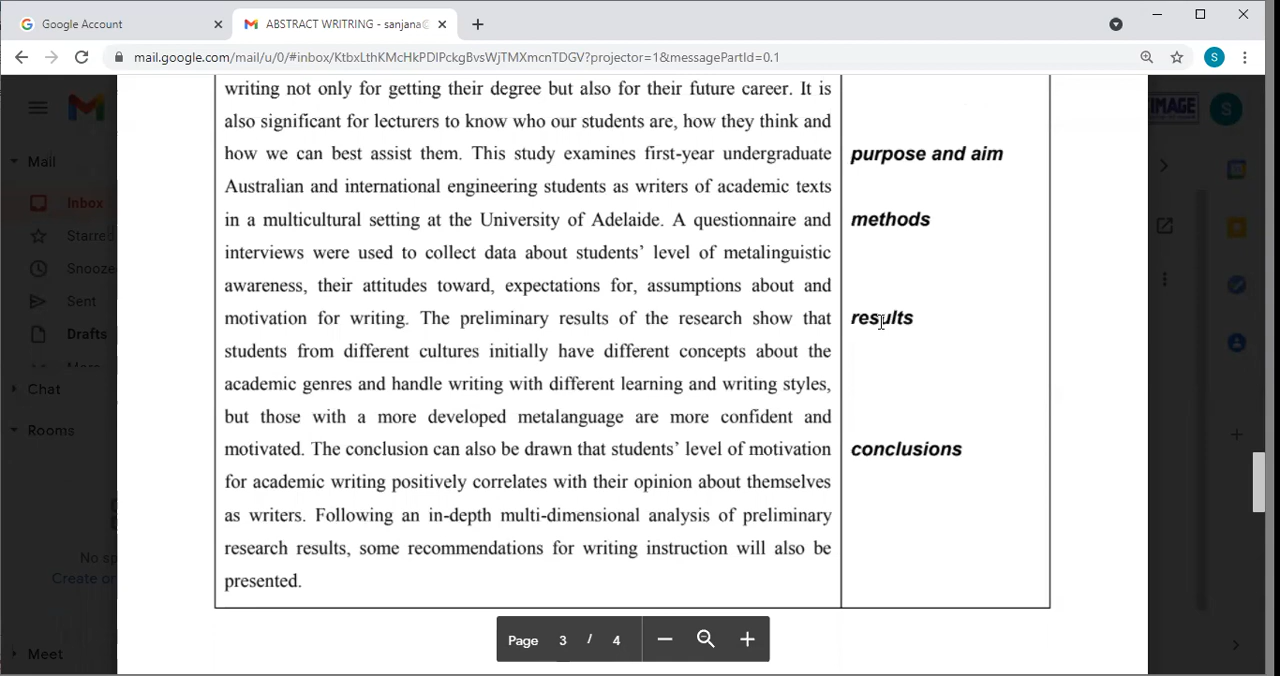 Google Account
ABSTRACT WRITRING - sanjana
mail.google.com/mail/u/0/#inbox/KtbxLthKMcHkPDlPckgBvsWjTMXmcnTDGV?projector=1&messagePartId=0.1
S
Mail
Inbox
Starred
Snooze
Sent
Drafts
More
Chat
Rooms
No sp
Create or
Meet
IMAGE
S
writing not only for getting their degree but also for their future career. It is
also significant for lecturers to know who our students are, how they think and
how we can best assist them. This study examines first-year undergraduate
purpose and aim
Australian and international engineering students as writers of academic texts
in a multicultural setting at the University of Adelaide. A questionnaire and
methods
interviews were used to collect data about students' level of metalinguistic
awareness, their attitudes toward, expectations for, assumptions about and
motivation for writing. The preliminary results of the research show that
results
students from different cultures initially have different concepts about the
academic genres and handle writing with different learning and writing styles,
but those with a more developed metalanguage are more confident and
motivated. The conclusion can also be drawn that students' level of motivation
conclusions
for academic writing positively correlates with their opinion about themselves
as writers. Following an in-depth multi-dimensional analysis of preliminary
research results, some recommendations for writing instruction will also be
presented.
Page 3 / 4